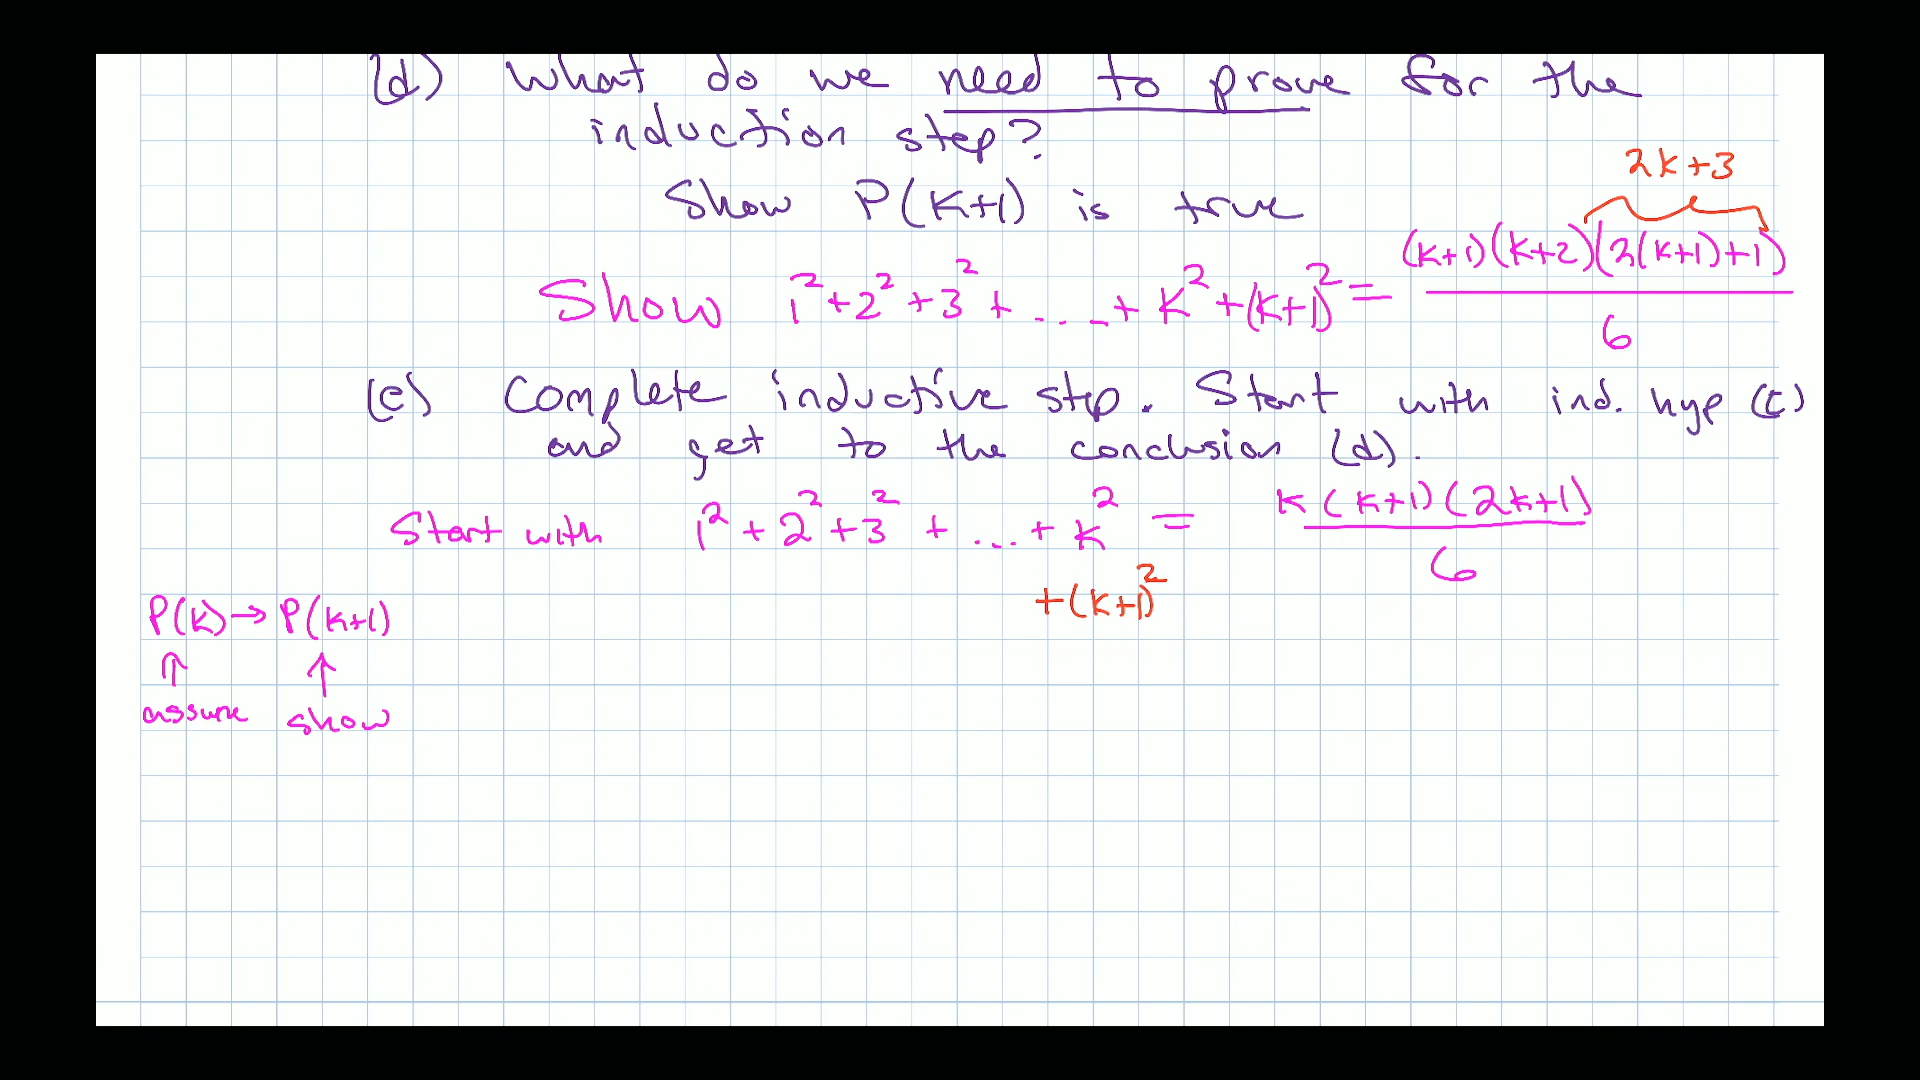 (d) What do we need to prove for the
induction step?
2k+3
Show P(K+1) is true
Show 1²+2²+3²+....+K²+(K+1)² = (k+1)(k+2)(2(k+1)+1) / 6
(e) Complete inductive step. Start with ind. hyp (c)
and get to the conclusion (d).
Start with 1²+2²+3²+...+k² = k(k+1)(2k+1) / 6
+(k+1)²
P(k)→P(k+1)
↑ ↑
assume show